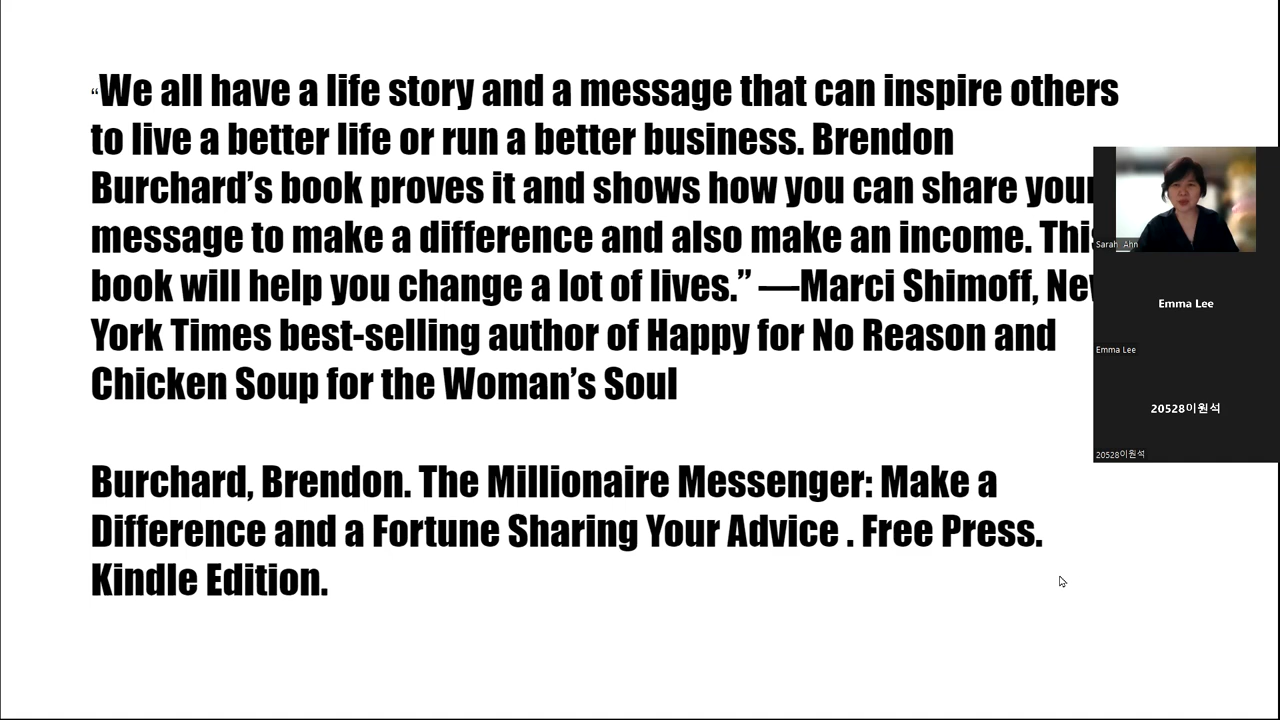 “We all have a life story and a message that can inspire others
to live a better life or run a better business. Brendon
Burchard’s book proves it and shows how you can share your
message to make a difference and also make an income. This
book will help you change a lot of lives.” —Marci Shimoff, New
York Times best-selling author of Happy for No Reason and
Chicken Soup for the Woman’s Soul
Burchard, Brendon. The Millionaire Messenger: Make a
Difference and a Fortune Sharing Your Advice . Free Press.
Kindle Edition.
Sarah_Ahn
Emma Lee
Emma Lee
20528이원석
20528이원석